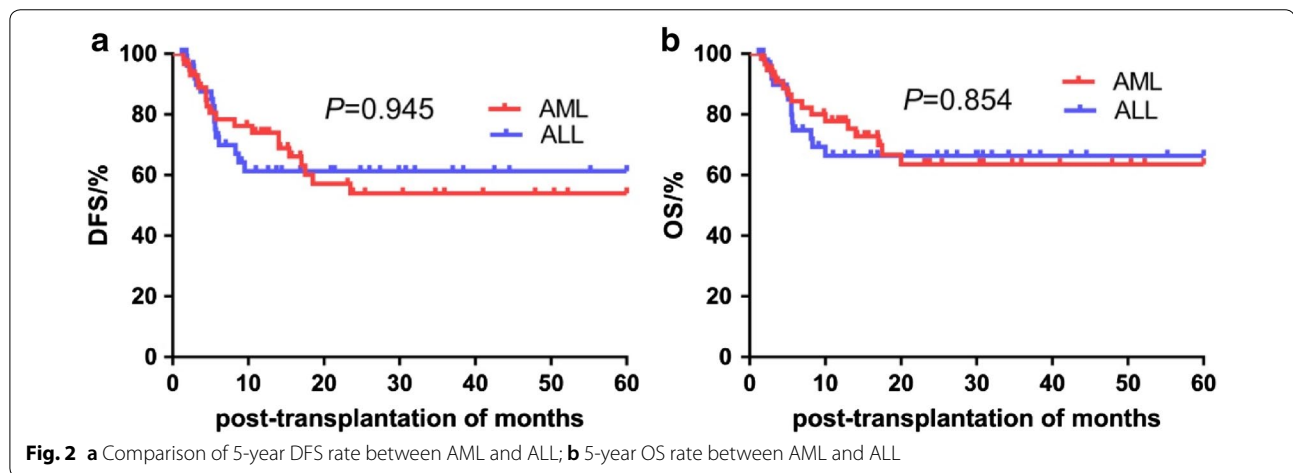 a
100
80
60
40
20
0
DFS/%
P=0.945
AML
ALL
0 10 20 30 40 50 60
post-transplantation of months
b
100
80
60
40
20
0
OS/%
P=0.854
AML
ALL
0 10 20 30 40 50 60
post-transplantation of months
Fig. 2 a Comparison of 5-year DFS rate between AML and ALL; b 5-year OS rate between AML and ALL